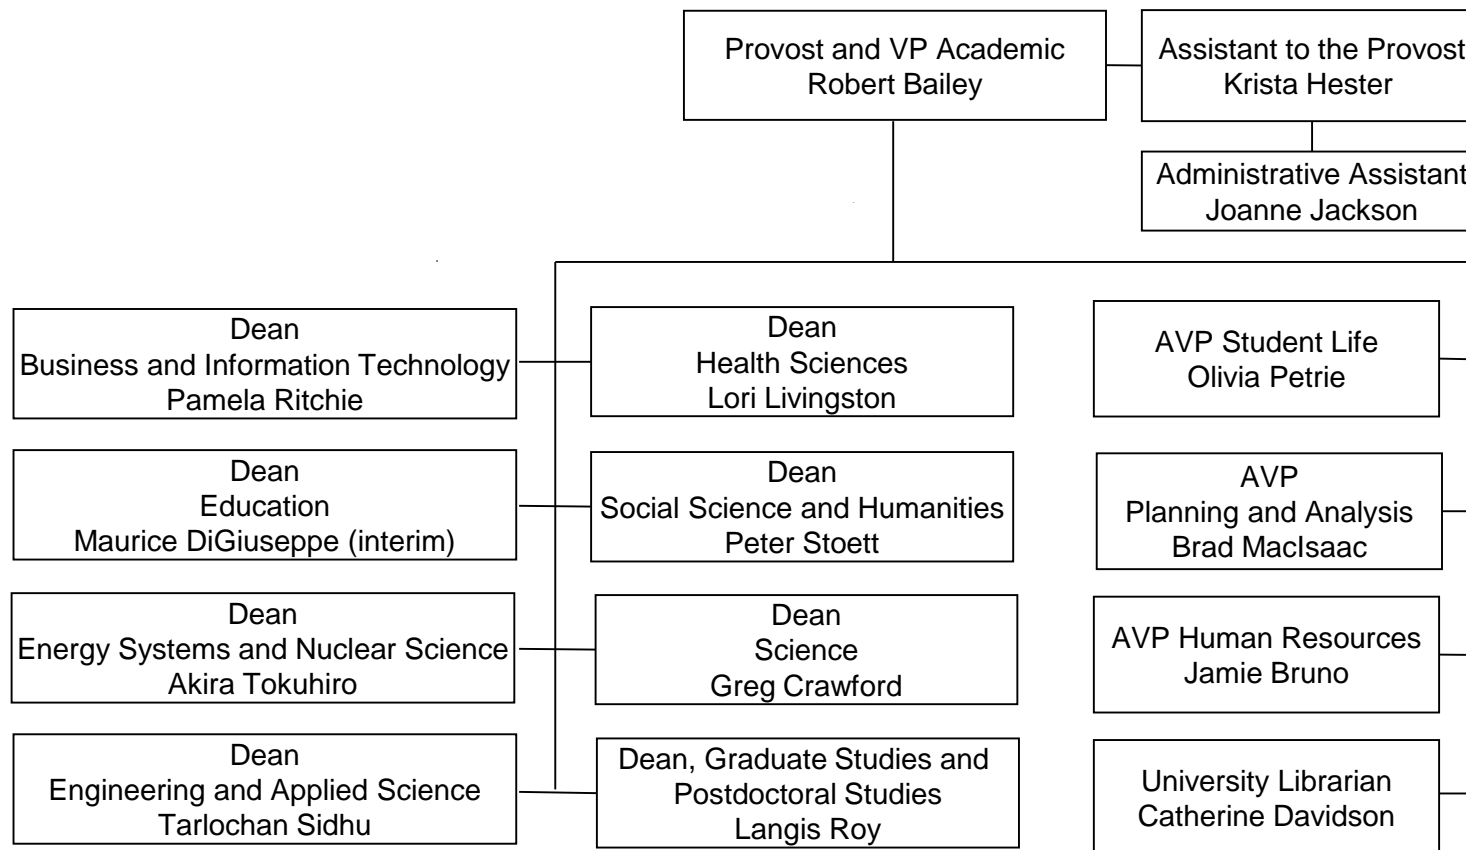 Provost and VP Academic
Robert Bailey
Assistant to the Provost
Krista Hester
Administrative Assistant
Joanne Jackson
Dean
Business and Information Technology
Pamela Ritchie
Dean
Health Sciences
Lori Livingston
AVP Student Life
Olivia Petrie
Dean
Education
Maurice DiGiuseppe (interim)
Dean
Social Science and Humanities
Peter Stoett
AVP
Planning and Analysis
Brad MacIsaac
Dean
Energy Systems and Nuclear Science
Akira Tokuhiro
Dean
Science
Greg Crawford
AVP Human Resources
Jamie Bruno
Dean
Engineering and Applied Science
Tarlochan Sidhu
Dean, Graduate Studies and
Postdoctoral Studies
Langis Roy
University Librarian
Catherine Davidson